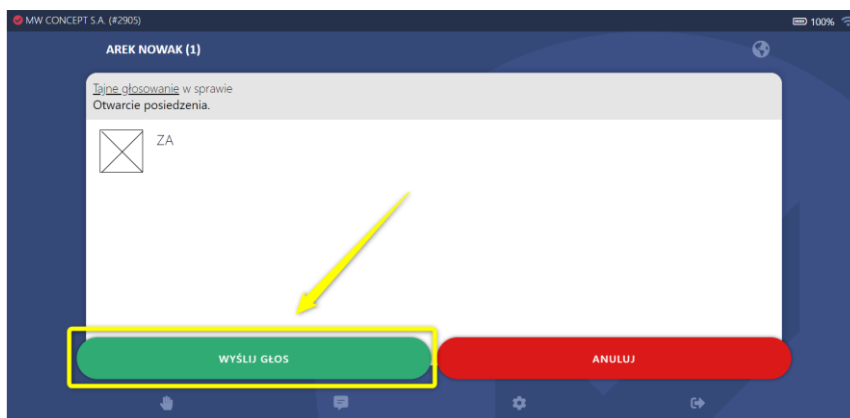 MW CONCEPT S.A. (#2905)
100%
AREK NOWAK (1)
Tajne głosowanie w sprawie
Otwarcie posiedzenia.
ZA
WYŚLIJ GŁOS
ANULUJ